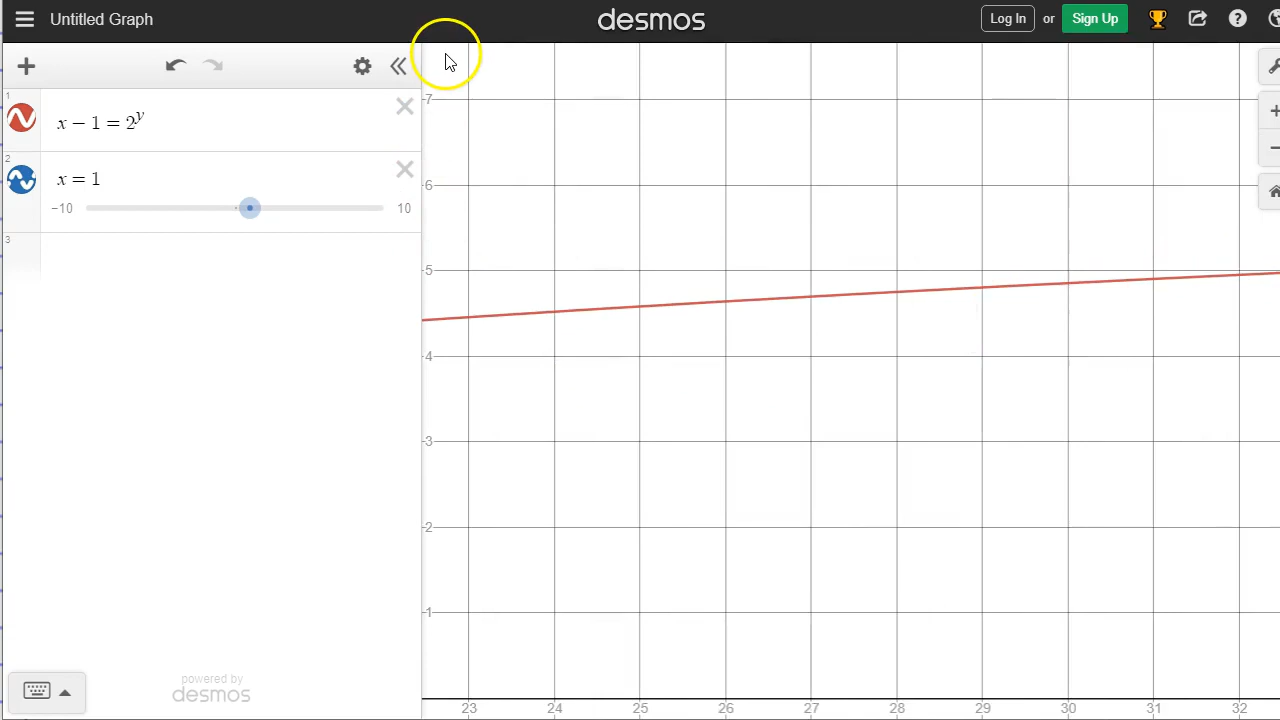 Untitled Graph
desmos
Log In or Sign Up
1
x − 1 = 2^y
2
x = 1
−10 10
3
powered by
desmos
7
6
5
4
3
2
1
23 24 25 26 27 28 29 30 31 32